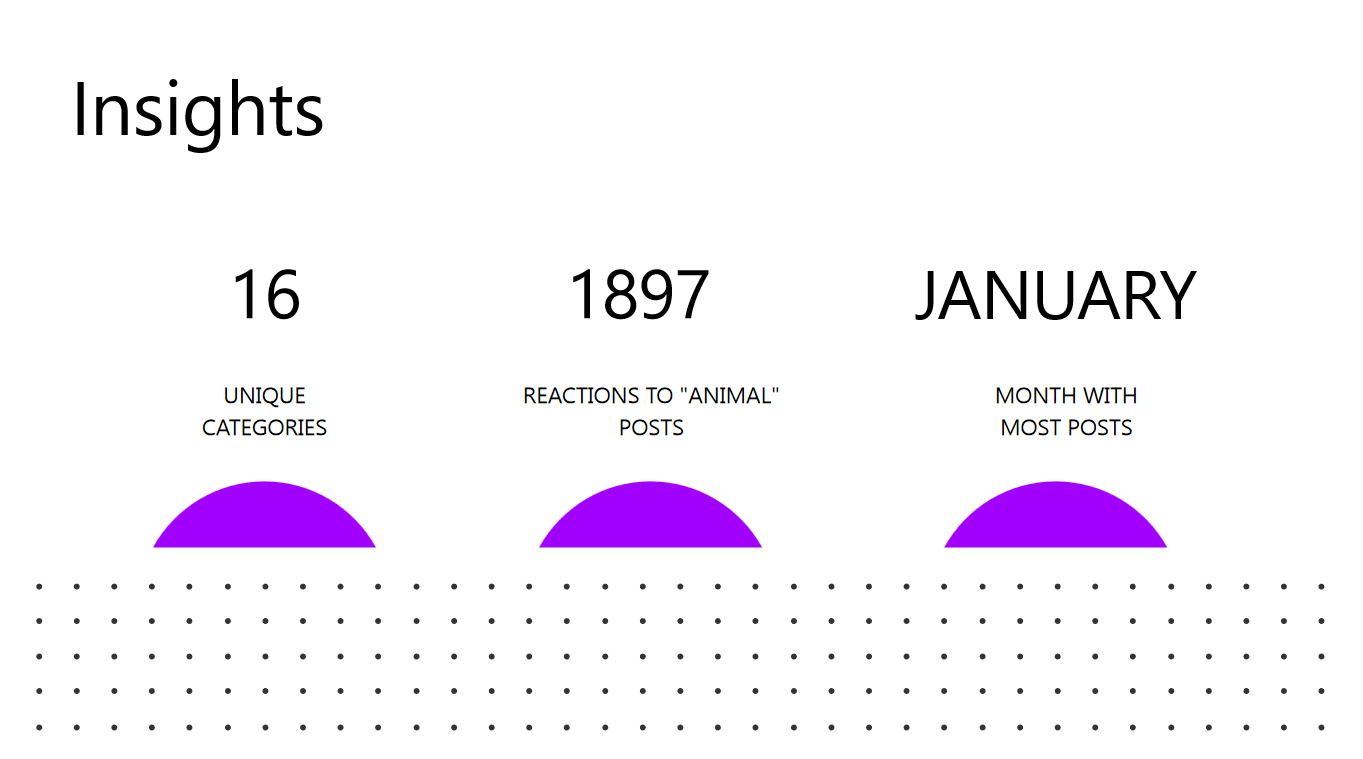 Insights
16
1897
JANUARY
UNIQUE
CATEGORIES
REACTIONS TO "ANIMAL"
POSTS
MONTH WITH
MOST POSTS